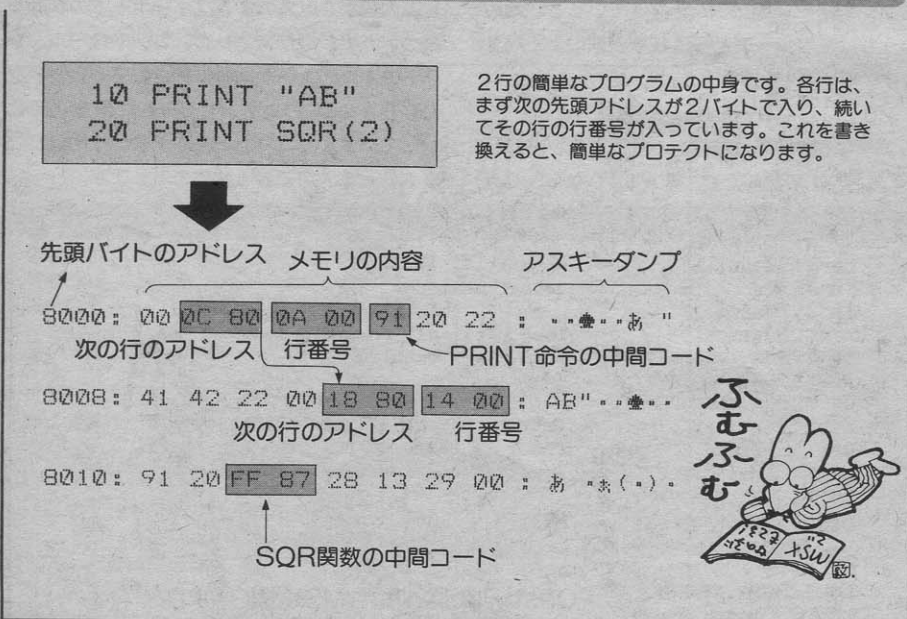 10 PRINT "AB"
20 PRINT SQR(2)
2行の簡単なプログラムの中身です。各行は、
まず次の先頭アドレスが2バイトで入り、続い
てその行の行番号が入っています。これを書き
換えると、簡単なプロテクトになります。
先頭バイトのアドレス メモリの内容 アスキーダンプ
8000: 00 0C 80 0A 00 91 20 22 : ..♠..あ "
次の行のアドレス 行番号 PRINT命令の中間コード
8008: 41 42 22 00 18 80 14 00 : AB"..♠..
次の行のアドレス 行番号
8010: 91 20 FF 87 28 13 29 00 : あ .ぁ(.).
SQR関数の中間コード
ふむふむ
MSX